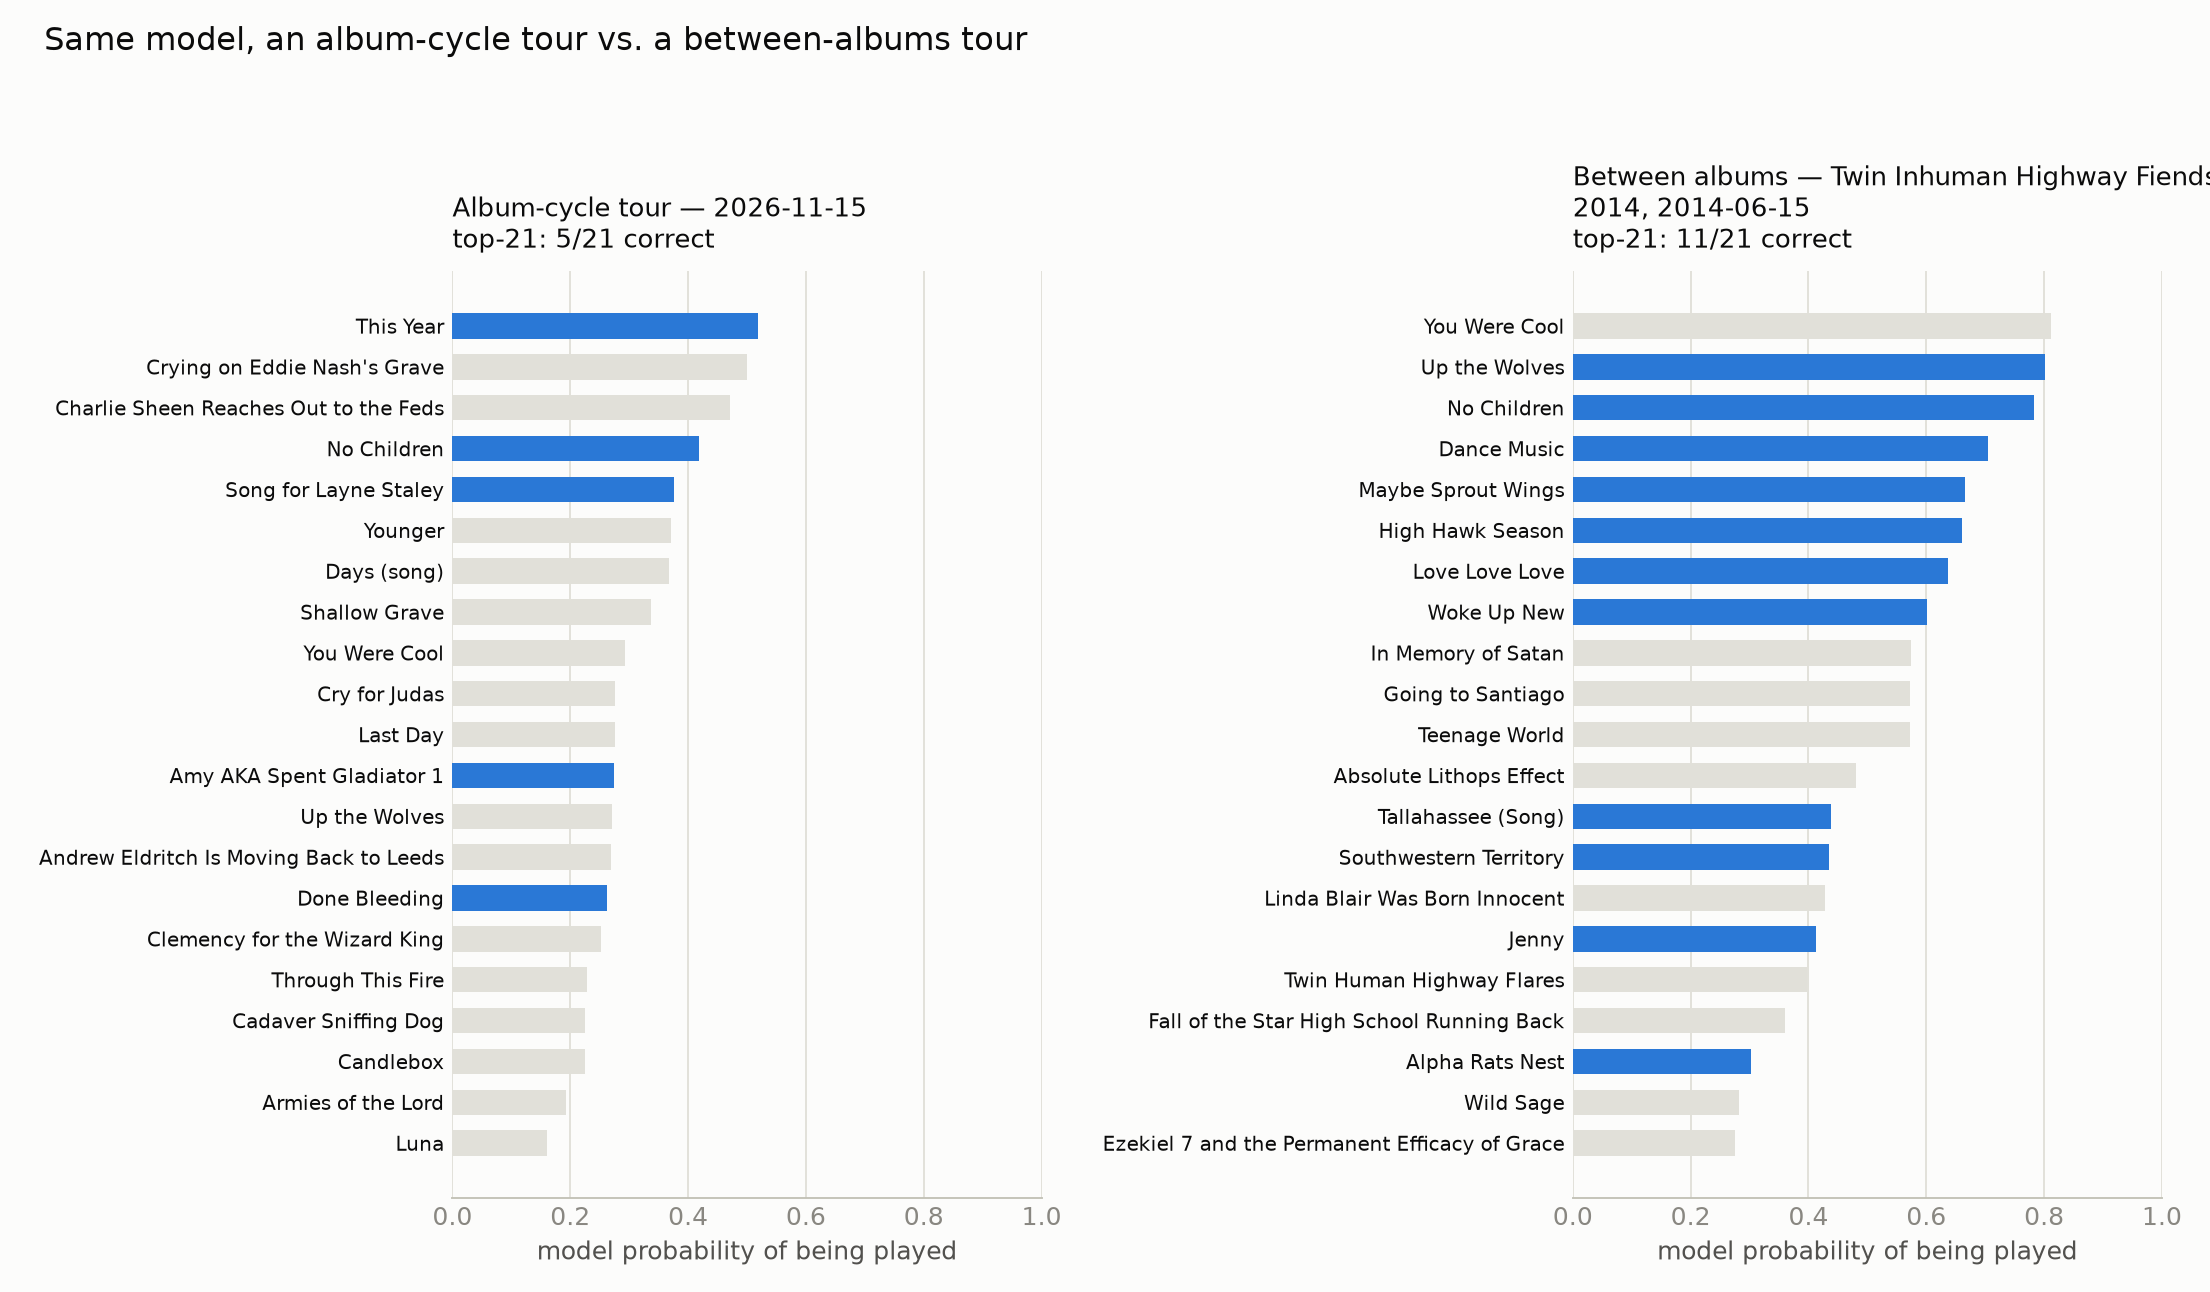 Same model, an album-cycle tour vs. a between-albums tour
Album-cycle tour — 2026-11-15
top-21: 5/21 correct
This Year
Crying on Eddie Nash's Grave
Charlie Sheen Reaches Out to the Feds
No Children
Song for Layne Staley
Younger
Days (song)
Shallow Grave
You Were Cool
Cry for Judas
Last Day
Amy AKA Spent Gladiator 1
Up the Wolves
Andrew Eldritch Is Moving Back to Leeds
Done Bleeding
Clemency for the Wizard King
Through This Fire
Cadaver Sniffing Dog
Candlebox
Armies of the Lord
Luna
0.0 0.2 0.4 0.6 0.8 1.0
model probability of being played
Between albums — Twin Inhuman Highway Fiends
2014, 2014-06-15
top-21: 11/21 correct
You Were Cool
Up the Wolves
No Children
Dance Music
Maybe Sprout Wings
High Hawk Season
Love Love Love
Woke Up New
In Memory of Satan
Going to Santiago
Teenage World
Absolute Lithops Effect
Tallahassee (Song)
Southwestern Territory
Linda Blair Was Born Innocent
Jenny
Twin Human Highway Flares
Fall of the Star High School Running Back
Alpha Rats Nest
Wild Sage
Ezekiel 7 and the Permanent Efficacy of Grace
0.0 0.2 0.4 0.6 0.8 1.0
model probability of being played